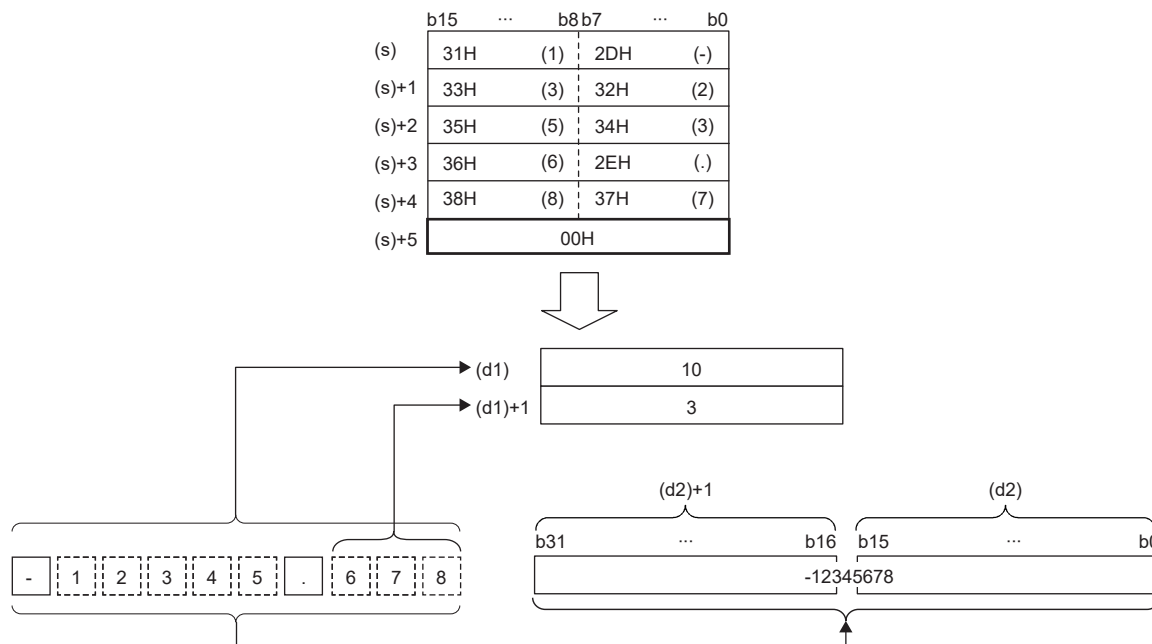 b15 ··· b8 b7 ··· b0
(s) 31H (1) 2DH (-)
(s)+1 33H (3) 32H (2)
(s)+2 35H (5) 34H (3)
(s)+3 36H (6) 2EH (.)
(s)+4 38H (8) 37H (7)
(s)+5 00H
(d1) 10
(d1)+1 3
(d2)+1 (d2)
b31 ··· b16 b15 ··· b0
- 1 2 3 4 5 . 6 7 8 -12345678